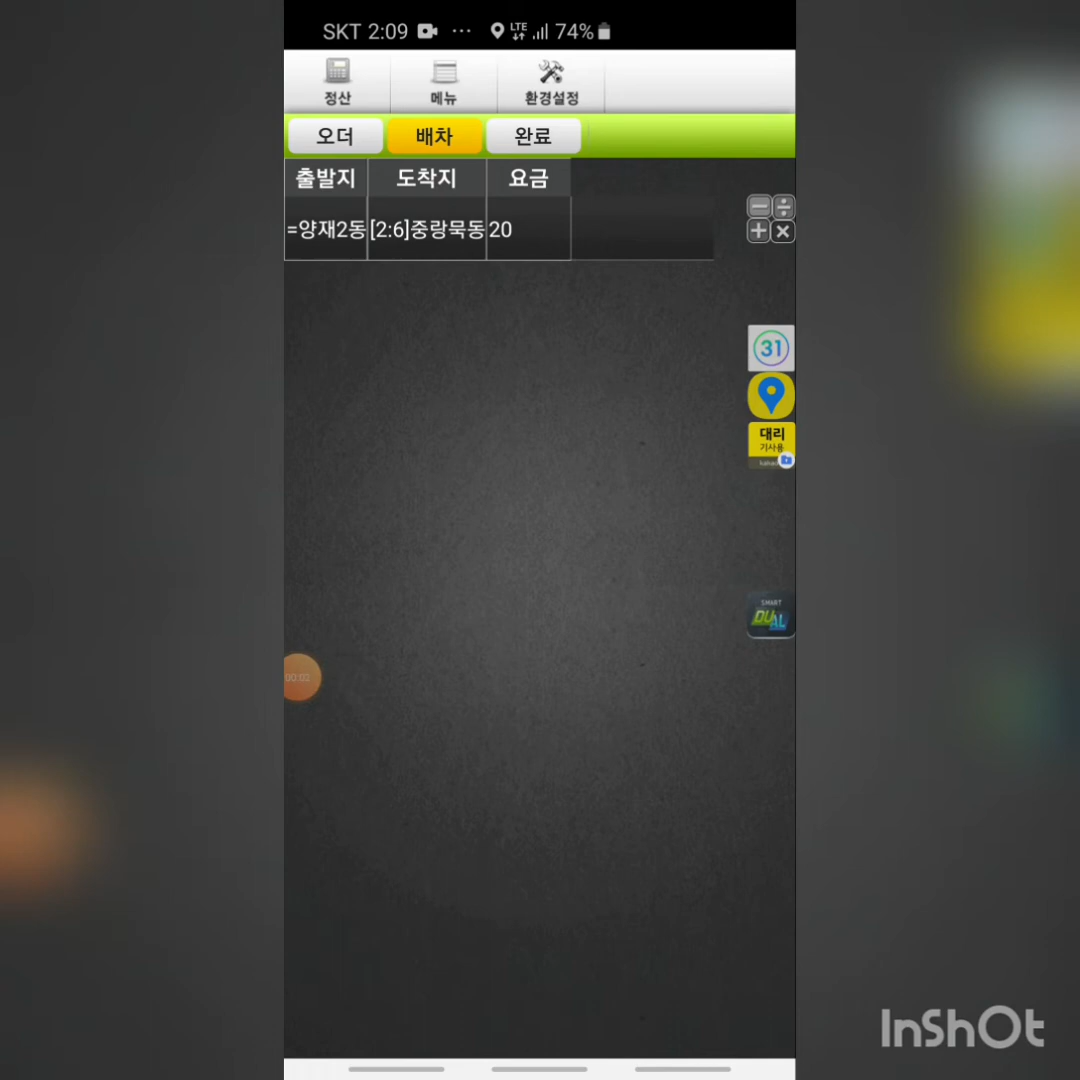 SKT 2:09 ··· LTE 74%
정산 메뉴 환경설정
오더 배차 완료
출발지 도착지 요금
=양재2동 [2:6]중랑묵동 20
31
대리
기사용
SMART
DUAL
00:02
InShOt